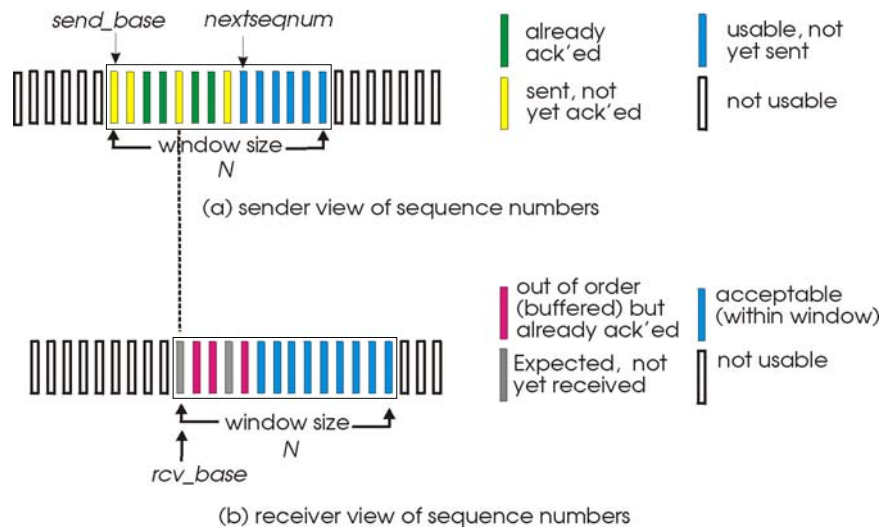 send_base
nextseqnum
already
ack'ed
usable, not
yet sent
sent, not
yet ack'ed
not usable
window size
N
(a) sender view of sequence numbers
out of order
(buffered) but
already ack'ed
acceptable
(within window)
Expected, not
yet received
not usable
window size
N
rcv_base
(b) receiver view of sequence numbers